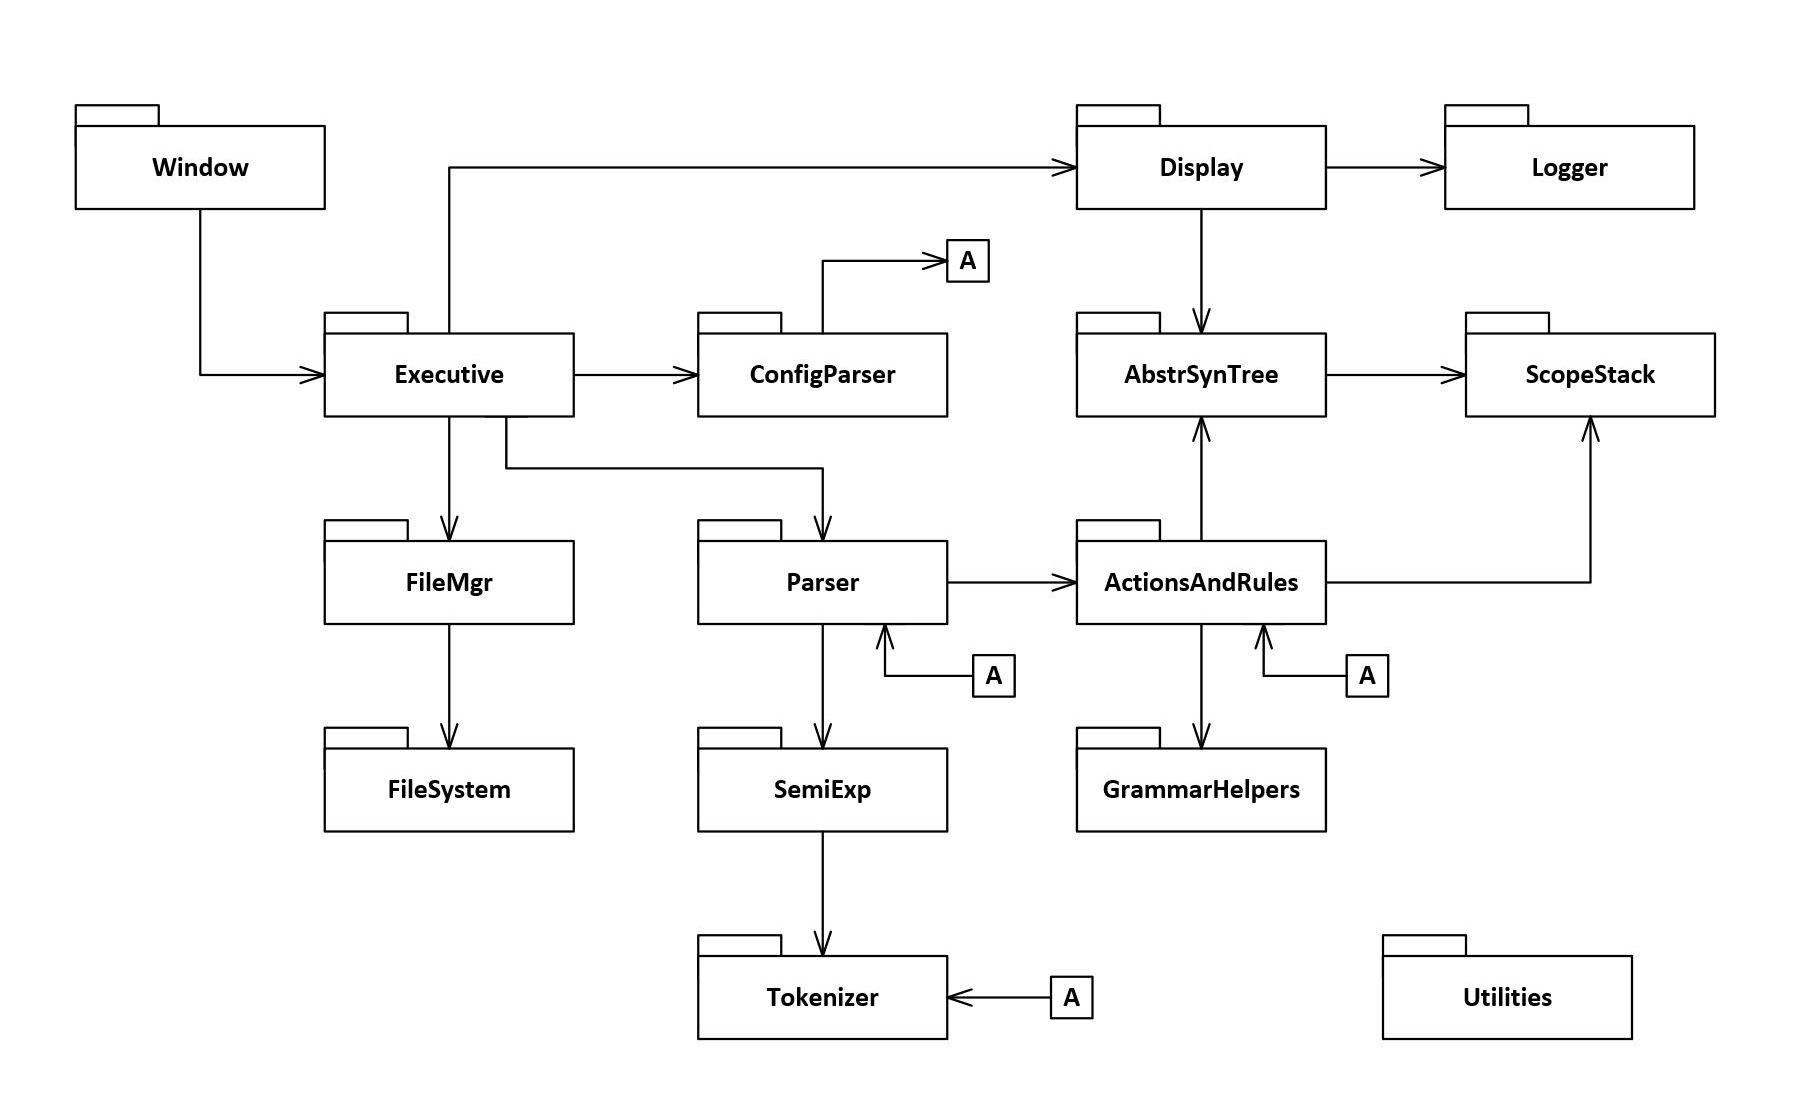 Window
Display
Logger
A
Executive
ConfigParser
AbstrSynTree
ScopeStack
FileMgr
Parser
ActionsAndRules
A
A
FileSystem
SemiExp
GrammarHelpers
Tokenizer
A
Utilities